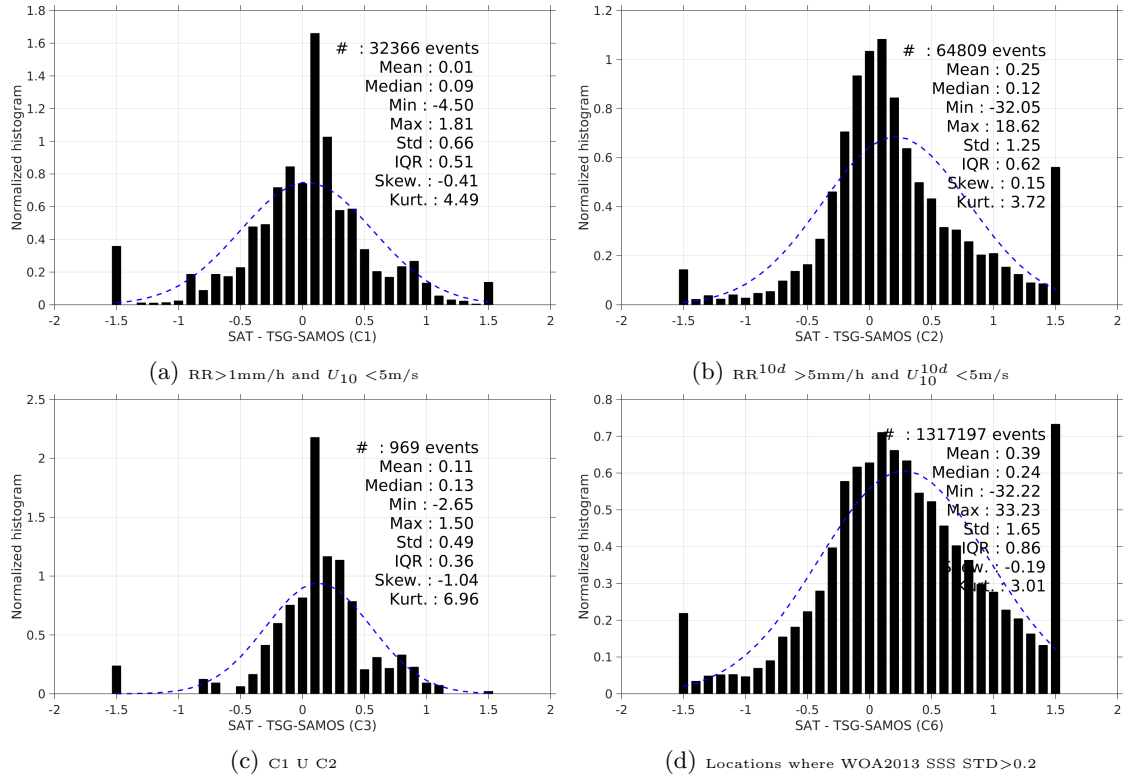 1.8
1.6
1.4
1.2
1
0.8
0.6
0.4
0.2
0
Normalized histogram
# : 32366 events
Mean : 0.01
Median : 0.09
Min : -4.50
Max : 1.81
Std : 0.66
IQR : 0.51
Skew. : -0.41
Kurt. : 4.49
-2 -1.5 -1 -0.5 0 0.5 1 1.5 2
SAT - TSG-SAMOS (C1)
(a) RR>1mm/h and U10 <5m/s
1.2
1
0.8
0.6
0.4
0.2
0
Normalized histogram
# : 64809 events
Mean : 0.25
Median : 0.12
Min : -32.05
Max : 18.62
Std : 1.25
IQR : 0.62
Skew. : 0.15
Kurt. : 3.72
-2 -1.5 -1 -0.5 0 0.5 1 1.5 2
SAT - TSG-SAMOS (C2)
(b) RR^10d >5mm/h and U10^10d <5m/s
2.5
2
1.5
1
0.5
0
Normalized histogram
# : 969 events
Mean : 0.11
Median : 0.13
Min : -2.65
Max : 1.50
Std : 0.49
IQR : 0.36
Skew. : -1.04
Kurt. : 6.96
-2 -1.5 -1 -0.5 0 0.5 1 1.5 2
SAT - TSG-SAMOS (C3)
(c) C1 U C2
0.8
0.7
0.6
0.5
0.4
0.3
0.2
0.1
0
Normalized histogram
# : 1317197 events
Mean : 0.39
Median : 0.24
Min : -32.22
Max : 33.23
Std : 1.65
IQR : 0.86
Skew. : -0.19
Kurt. : 3.01
-2 -1.5 -1 -0.5 0 0.5 1 1.5 2
SAT - TSG-SAMOS (C6)
(d) Locations where WOA2013 SSS STD>0.2